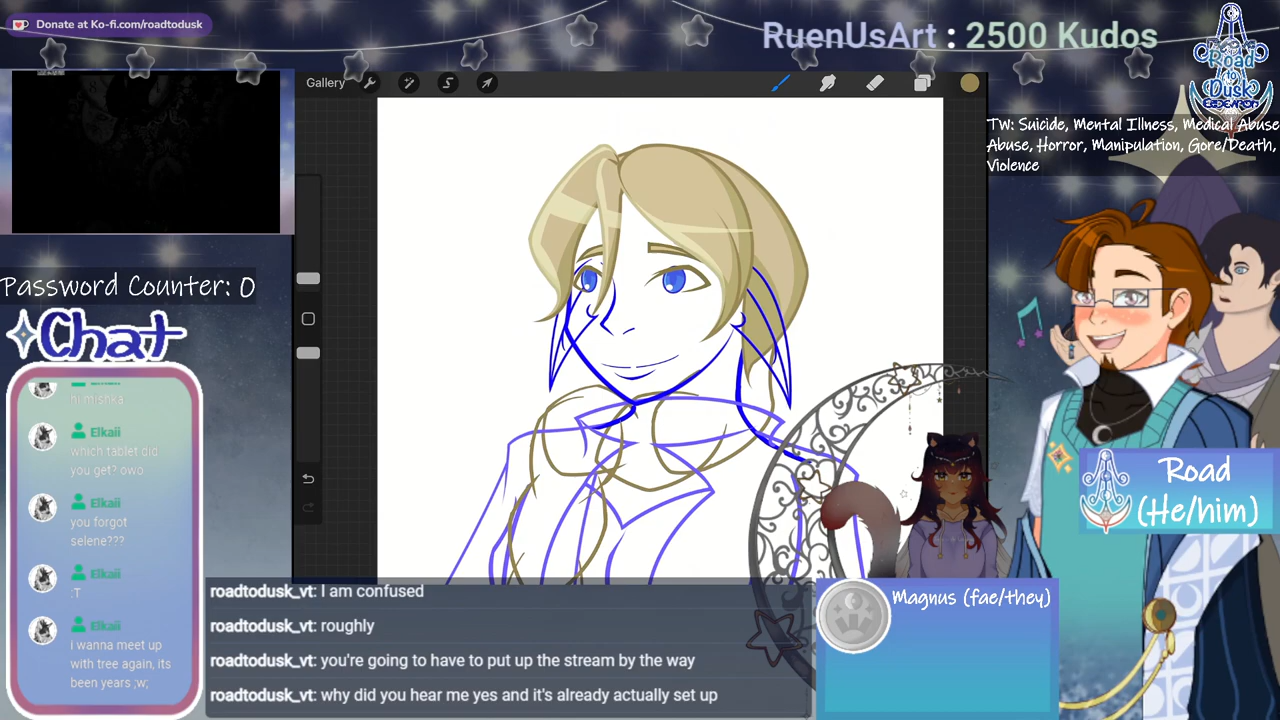 Donate at Ko-fi.com/roadtodusk
RuenUsArt : 2500 Kudos
Road
to
Dusk
Gallery
Tw: Suicide, Mental Illness, Medical Abuse
Abuse, Horror, Manipulation, Gore/Death,
Violence
Password Counter: 0
Chat
hi mishka
Elkaii
which tablet did
you get? owo
Elkaii
you forgot
selene???
Elkaii
:T
Elkaii
I wanna meet up
with tree again, its
been years ;w;
roadtodusk_vt: I am confused
roadtodusk_vt: roughly
roadtodusk_vt: you're going to have to put up the stream by the way
roadtodusk_vt: why did you hear me yes and it's already actually set up
Road
(He/him)
Magnus (fae/they)